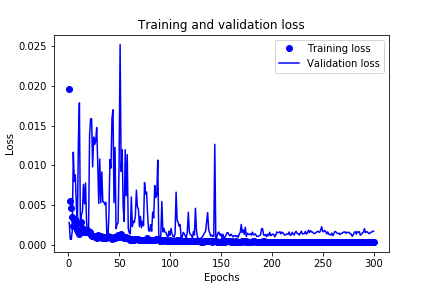 Training and validation loss
Training loss
Validation loss
Loss
0.025
0.020
0.015
0.010
0.005
0.000
0
50
100
150
200
250
300
Epochs